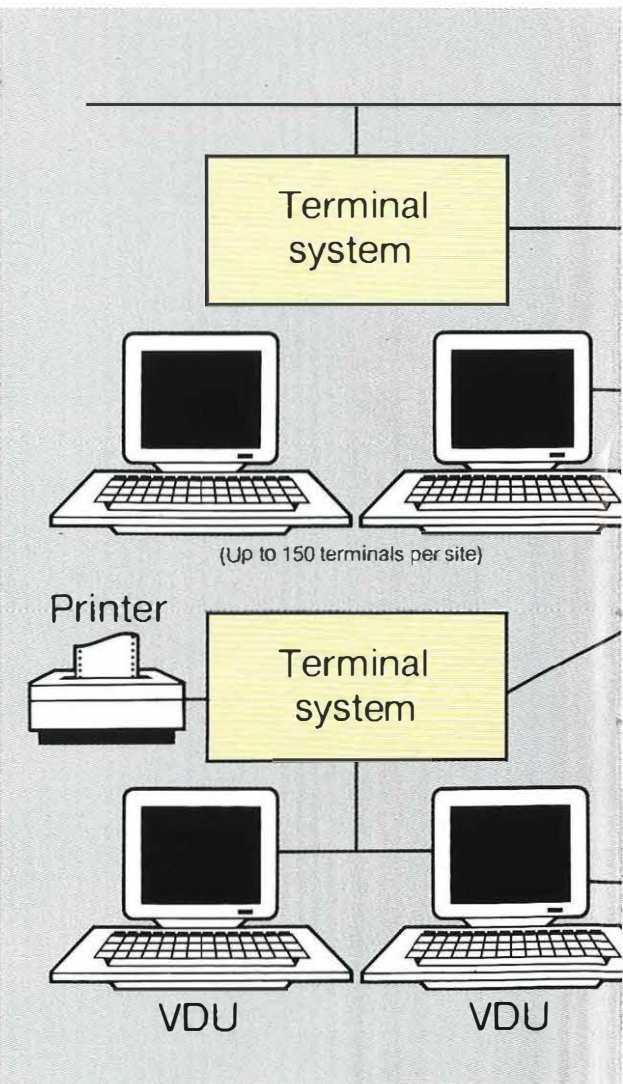 Terminal
system
(Up to 150 terminals per site)
Printer
Terminal
system
VDU
VDU